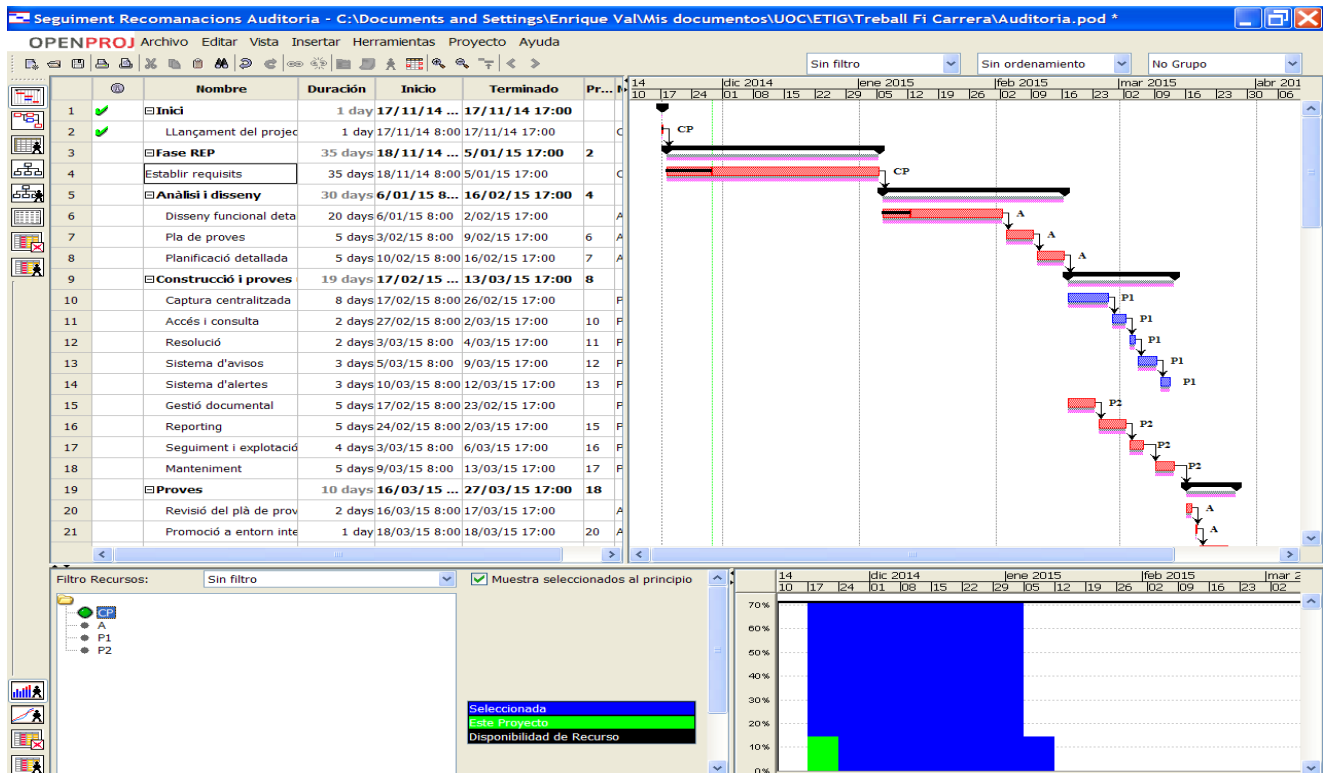 Seguiment Recomanacions Auditoria - C:\Documents and Settings\Enrique Val\Mis documentos\UOC\ETIG\Treball Fi Carrera\Auditoria.pod *
OPENPROJ Archivo Editar Vista Insertar Herramientas Proyecto Ayuda
Sin filtro Sin ordenamiento No Grupo
Nombre Duración Inicio Terminado Pr...
14 dic 2014 ene 2015 feb 2015 mar 2015 abr 201
10 17 24 01 08 15 22 29 05 12 19 26 02 09 16 23 02 09 16 23 30 06
1 Inici 1 day 17/11/14 ... 17/11/14 17:00
2 LLançament del projec 1 day 17/11/14 8:00 17/11/14 17:00 CP
3 Fase REP 35 days 18/11/14 ... 5/01/15 17:00 2
4 Establir requisits 35 days 18/11/14 8:00 5/01/15 17:00 CP
5 Anàlisi i disseny 30 days 6/01/15 8... 16/02/15 17:00 4
6 Disseny funcional deta 20 days 6/01/15 8:00 2/02/15 17:00 A
7 Pla de proves 5 days 3/02/15 8:00 9/02/15 17:00 6 A
8 Planificació detallada 5 days 10/02/15 8:00 16/02/15 17:00 7 A
9 Construcció i proves 19 days 17/02/15 ... 13/03/15 17:00 8
10 Captura centralitzada 8 days 17/02/15 8:00 26/02/15 17:00 P1
11 Accés i consulta 2 days 27/02/15 8:00 2/03/15 17:00 10 P1
12 Resolució 2 days 3/03/15 8:00 4/03/15 17:00 11 P1
13 Sistema d'avisos 3 days 5/03/15 8:00 9/03/15 17:00 12 P1
14 Sistema d'alertes 3 days 10/03/15 8:00 12/03/15 17:00 13 P1
15 Gestió documental 5 days 17/02/15 8:00 23/02/15 17:00 P2
16 Reporting 5 days 24/02/15 8:00 2/03/15 17:00 15 P2
17 Seguiment i explotació 4 days 3/03/15 8:00 6/03/15 17:00 16 P2
18 Manteniment 5 days 9/03/15 8:00 13/03/15 17:00 17 P2
19 Proves 10 days 16/03/15 ... 27/03/15 17:00 18
20 Revisió del plà de prov 2 days 16/03/15 8:00 17/03/15 17:00 A
21 Promoció a entorn inte 1 day 18/03/15 8:00 18/03/15 17:00 20 A
Filtro Recursos: Sin filtro Muestra seleccionados al principio
CP
A
P1
P2
Seleccionada
Este Proyecto
Disponibilidad de Recurso
14 dic 2014 ene 2015 feb 2015 mar 2
10 17 24 01 08 15 22 29 05 12 19 26 02 09 16 23 02
70%
60%
50%
40%
30%
20%
10%
0%